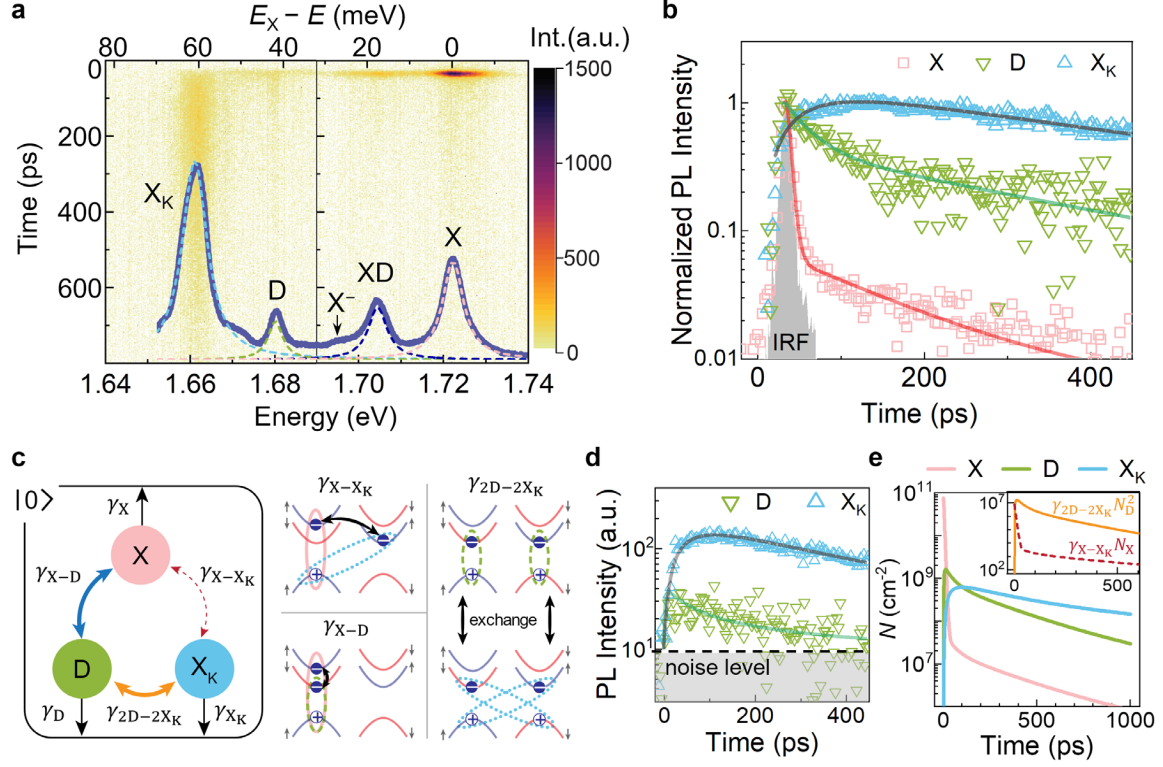 a
E_X – E (meV)
80 60 40 20 0
Int.(a.u.)
1500
1000
500
0
Time (ps)
0
200
400
600
X_K
D
X⁻
XD
X
1.64 1.66 1.68 1.70 1.72 1.74
Energy (eV)
b
X D X_K
Normalized PL Intensity
1
0.1
0.01
IRF
0 200 400
Time (ps)
c
|0⟩
γ_X
X
γ_X–D
γ_X–X_K
D
X_K
γ_D
γ_2D–2X_K
γ_X_K
γ_X–X_K
γ_2D–2X_K
γ_X–D
exchange
d
D X_K
PL Intensity (a.u.)
10²
10¹
noise level
0 200 400
Time (ps)
e
X D X_K
N (cm⁻²)
10¹¹
10⁹
10⁷
10⁷
10²
γ_2D–2X_K N_D²
γ_X–X_K N_X
0 500
0 500 1000
Time (ps)